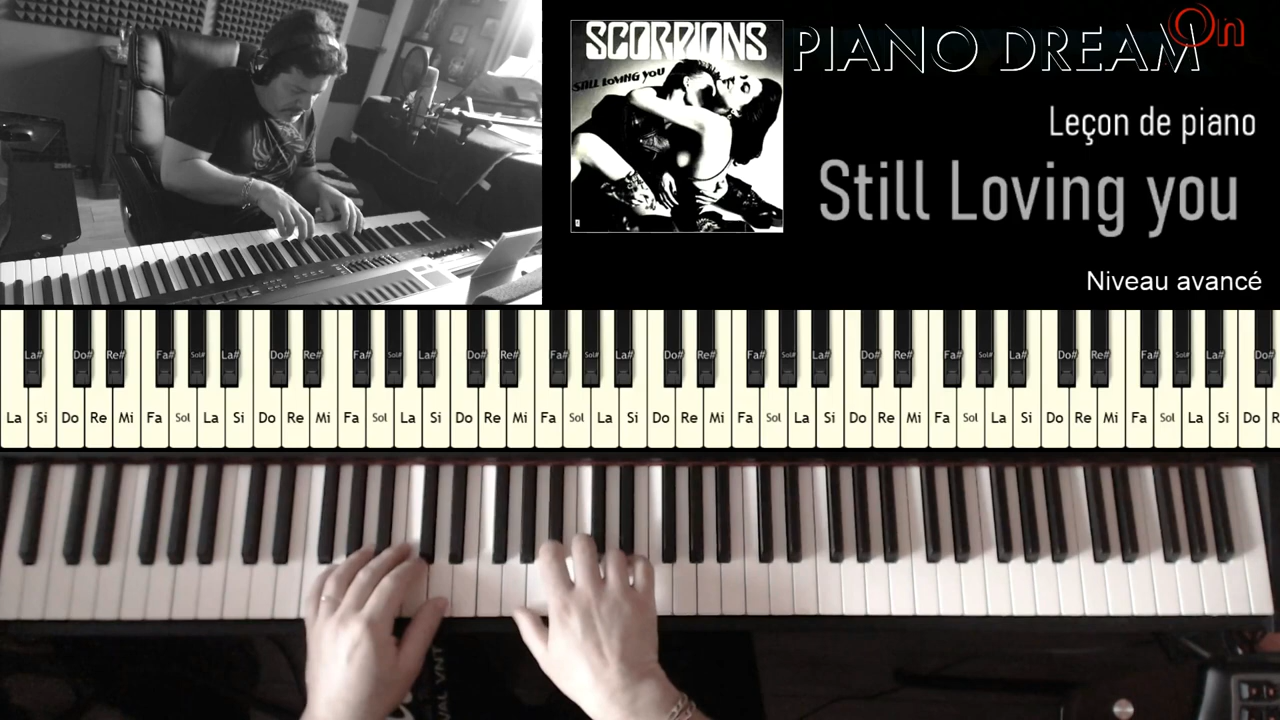 SCORPIONS
STILL LOVING YOU
PIANO DREAM On
Leçon de piano
Still Loving you
Niveau avancé
La# Do# Re# Fa# Sol# La# Do# Re# Fa# Sol# La# Do# Re# Fa# Sol# La# Do# Re# Fa# Sol# La# Do# Re# Fa# Sol# La# Do# Re# Fa# Sol# La# Do#
La Si Do Re Mi Fa Sol La Si Do Re Mi Fa Sol La Si Do Re Mi Fa Sol La Si Do Re Mi Fa Sol La Si Do Re Mi Fa Sol La Si Do Re Mi Fa Sol La Si Do R